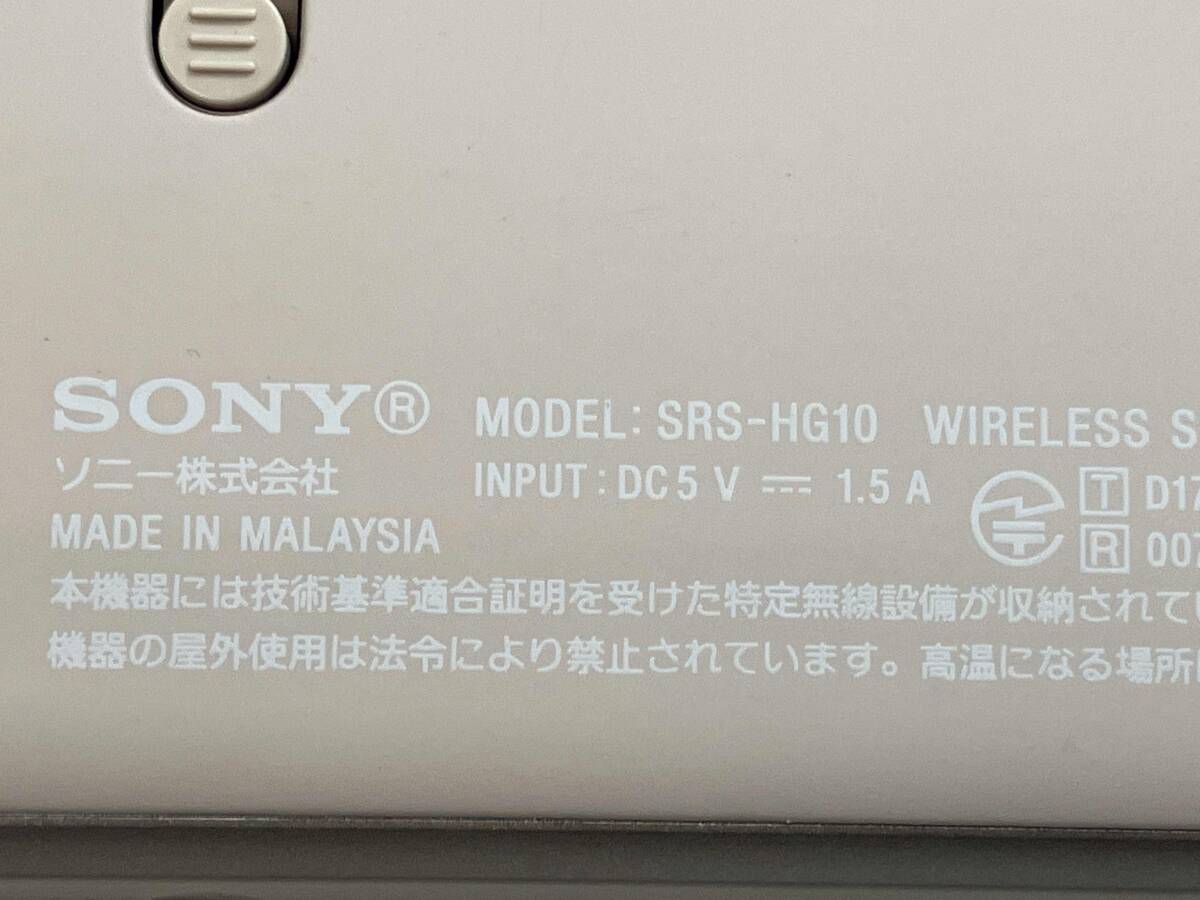 SONY® MODEL: SRS-HG10 WIRELESS
ソニー株式会社 INPUT : DC 5 V ⎓ 1.5 A T
MADE IN MALAYSIA R
本機器には技術基準適合証明を受けた特定無線設備が収納されて
機器の屋外使用は法令により禁止されています。高温になる場所